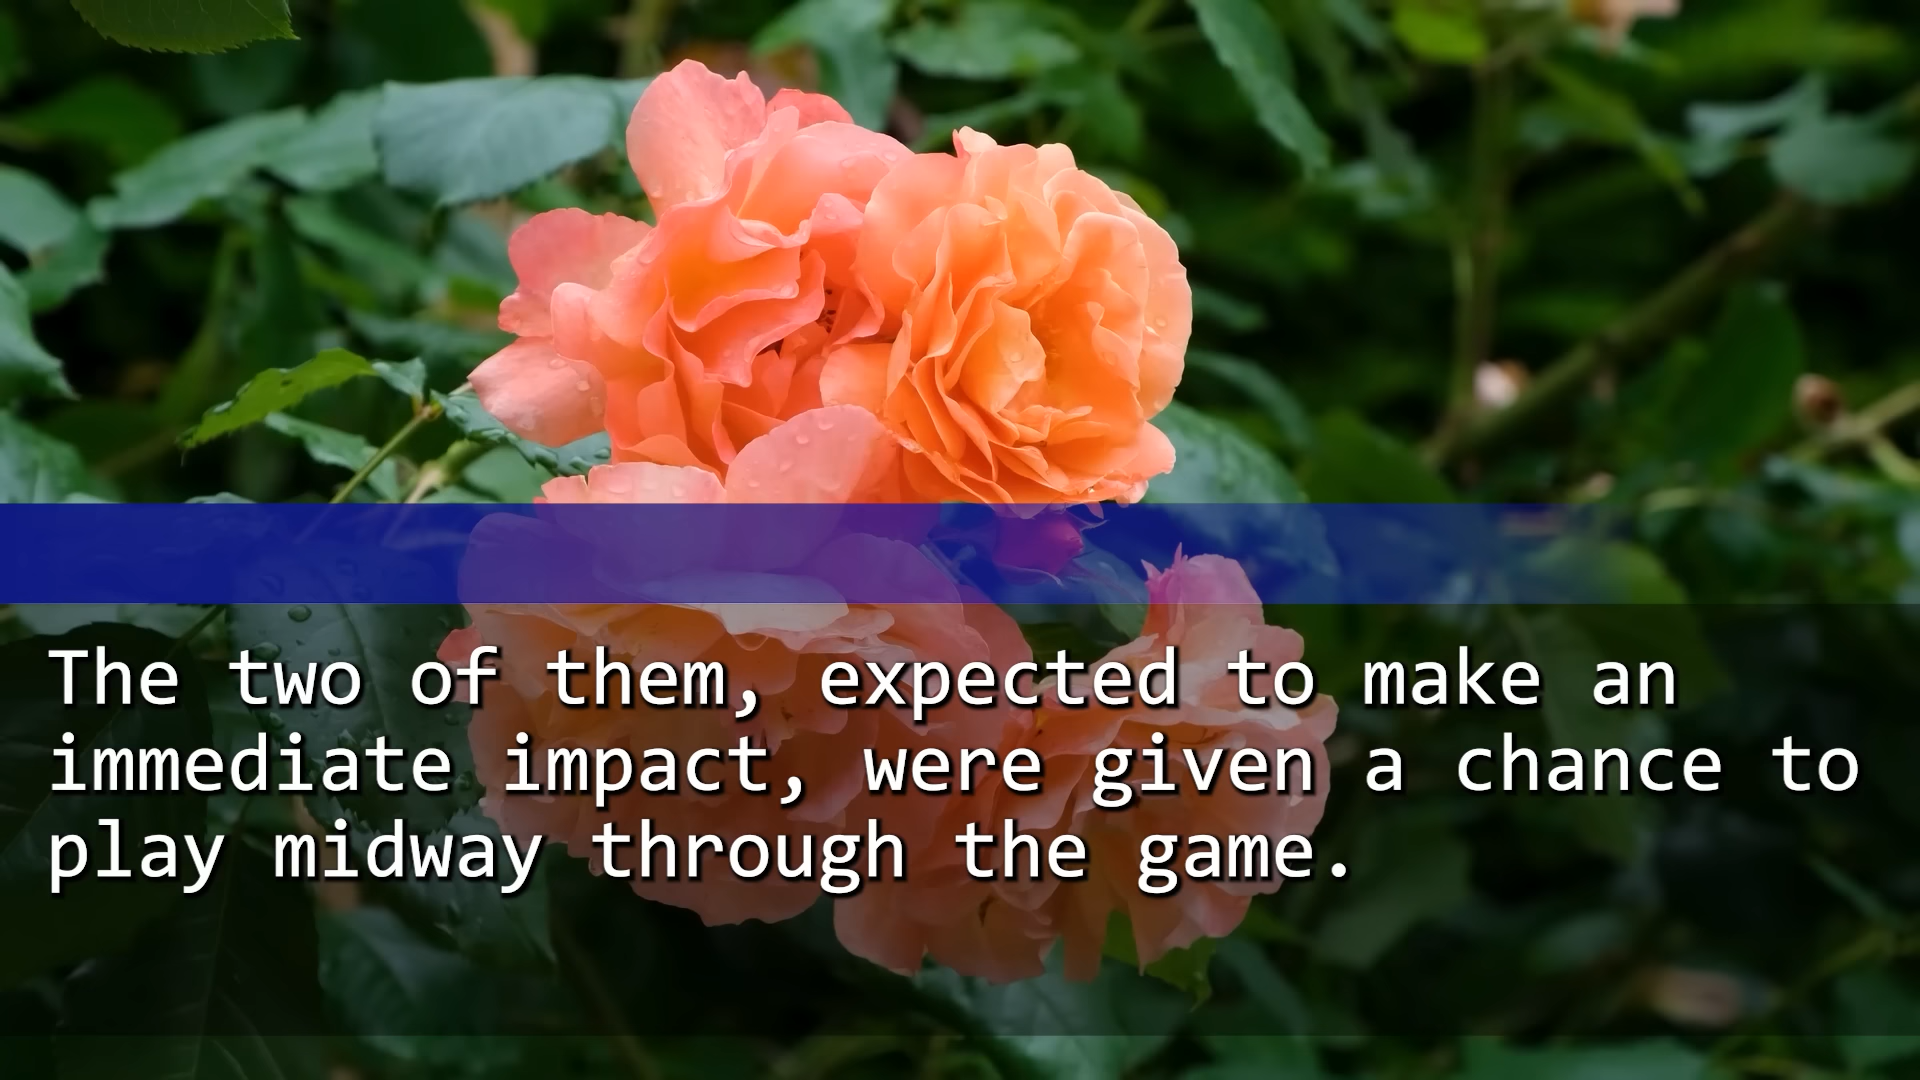 The two of them, expected to make an
immediate impact, were given a chance to
play midway through the game.